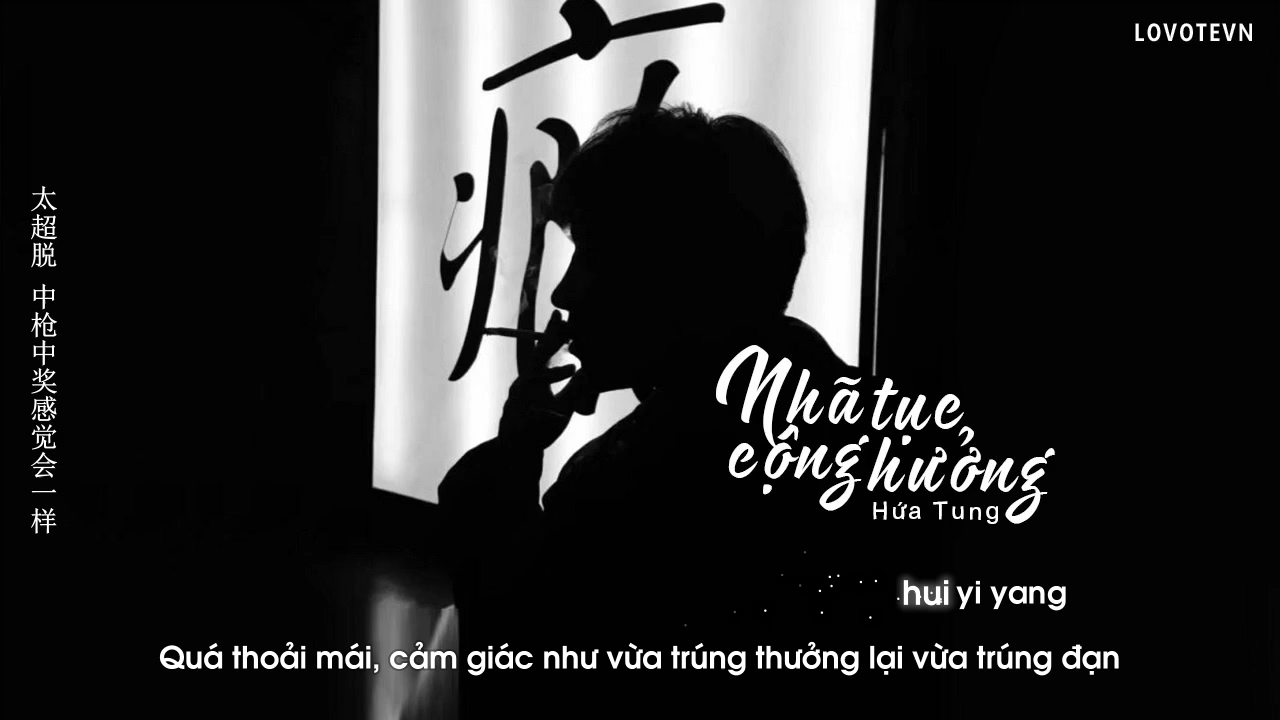 LOVOTEVN
太超脱 中枪中奖感觉会一样
Nhã tục
cộng hưởng
Hứa Tung
hui yi yang
Quá thoải mái, cảm giác như vừa trúng thưởng lại vừa trúng đạn